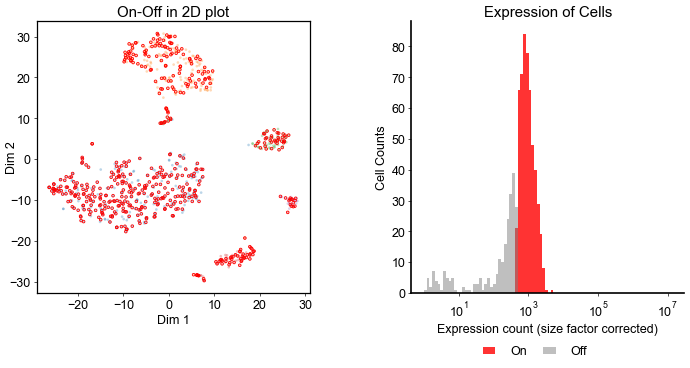 On-Off in 2D plot
30
20
10
0
−10
−20
−30
Dim 2
−20 −10 0 10 20 30
Dim 1
Expression of Cells
80
70
60
50
40
30
20
10
0
Cell Counts
10^1 10^3 10^5 10^7
Expression count (size factor corrected)
On Off